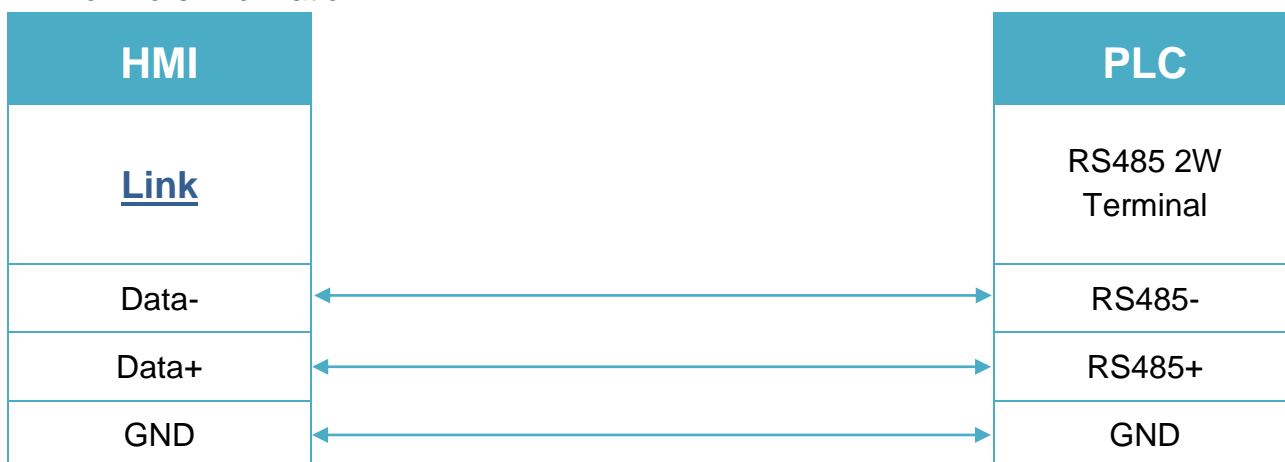 HMI PLC
Link RS485 2W
Terminal
Data- RS485-
Data+ RS485+
GND GND